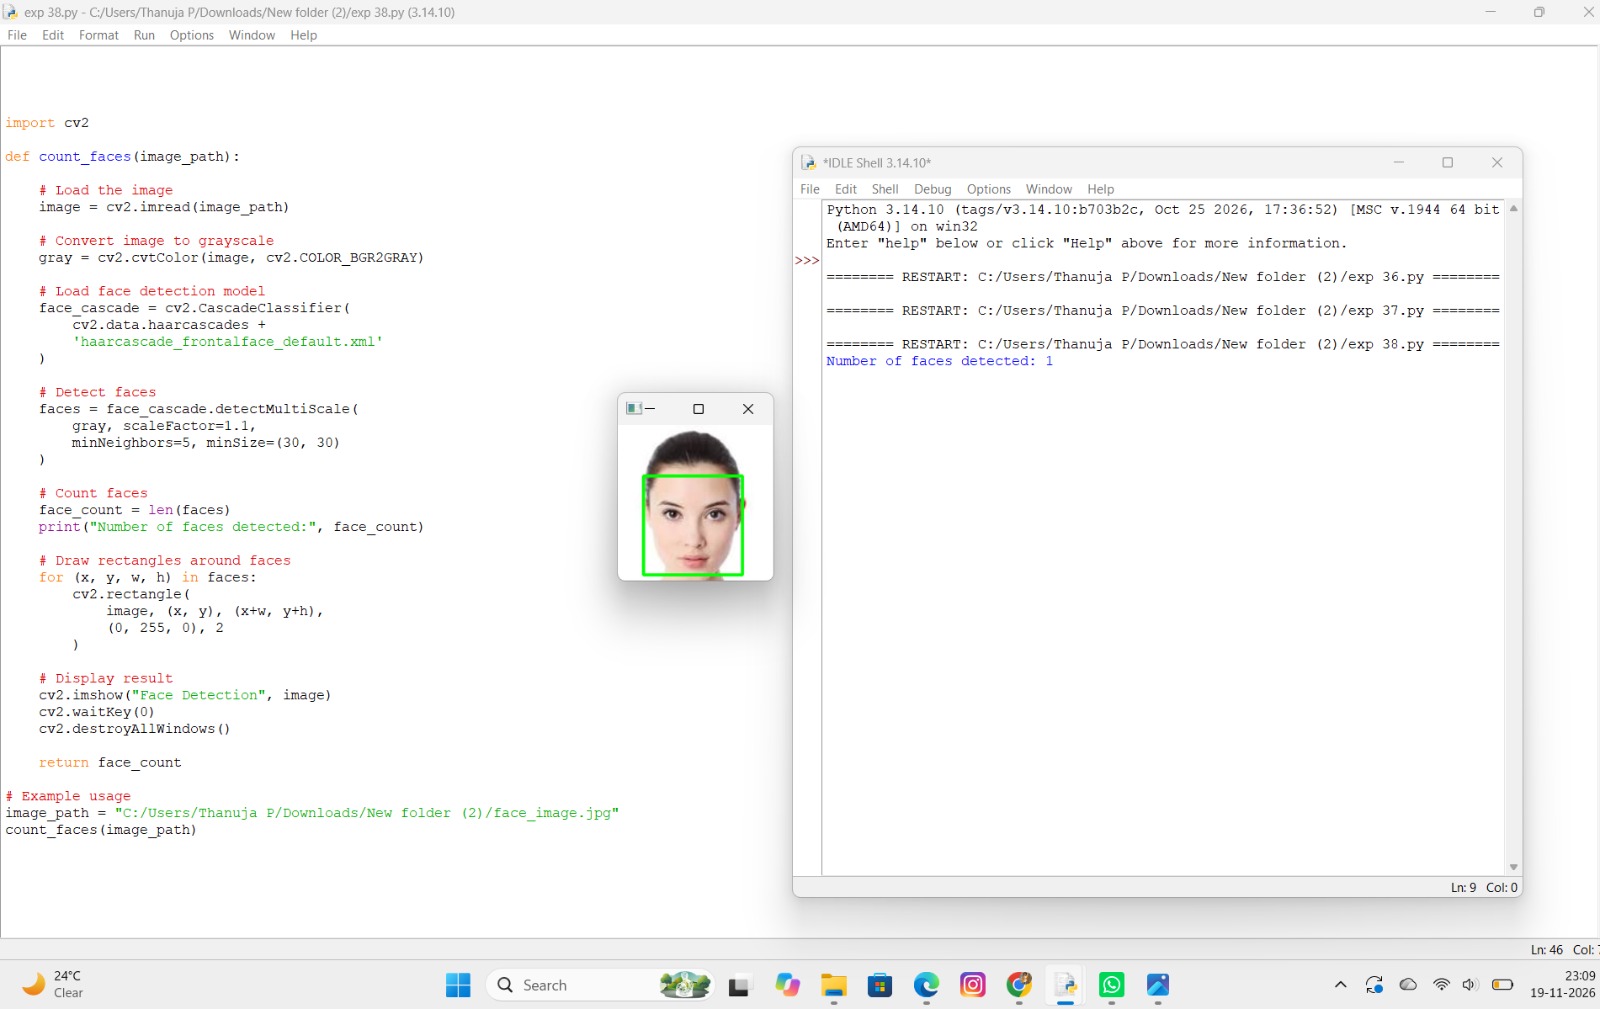 exp 38.py - C:/Users/Thanuja P/Downloads/New folder (2)/exp 38.py (3.14.10)
File Edit Format Run Options Window Help
import cv2
def count_faces(image_path):
# Load the image
image = cv2.imread(image_path)
# Convert image to grayscale
gray = cv2.cvtColor(image, cv2.COLOR_BGR2GRAY)
# Load face detection model
face_cascade = cv2.CascadeClassifier(
cv2.data.haarcascades +
'haarcascade_frontalface_default.xml'
)
# Detect faces
faces = face_cascade.detectMultiScale(
gray, scaleFactor=1.1,
minNeighbors=5, minSize=(30, 30)
)
# Count faces
face_count = len(faces)
print("Number of faces detected:", face_count)
# Draw rectangles around faces
for (x, y, w, h) in faces:
cv2.rectangle(
image, (x, y), (x+w, y+h),
(0, 255, 0), 2
)
# Display result
cv2.imshow("Face Detection", image)
cv2.waitKey(0)
cv2.destroyAllWindows()
return face_count
# Example usage
image_path = "C:/Users/Thanuja P/Downloads/New folder (2)/face_image.jpg"
count_faces(image_path)
*IDLE Shell 3.14.10*
File Edit Shell Debug Options Window Help
Python 3.14.10 (tags/v3.14.10:b703b2c, Oct 25 2026, 17:36:52) [MSC v.1944 64 bit
(AMD64)] on win32
Enter "help" below or click "Help" above for more information.
>>>
======== RESTART: C:/Users/Thanuja P/Downloads/New folder (2)/exp 36.py ========
======== RESTART: C:/Users/Thanuja P/Downloads/New folder (2)/exp 37.py ========
======== RESTART: C:/Users/Thanuja P/Downloads/New folder (2)/exp 38.py ========
Number of faces detected: 1
Ln: 9 Col: 0
Ln: 46 Col:
24°C
Clear
Search
23:09
19-11-2026